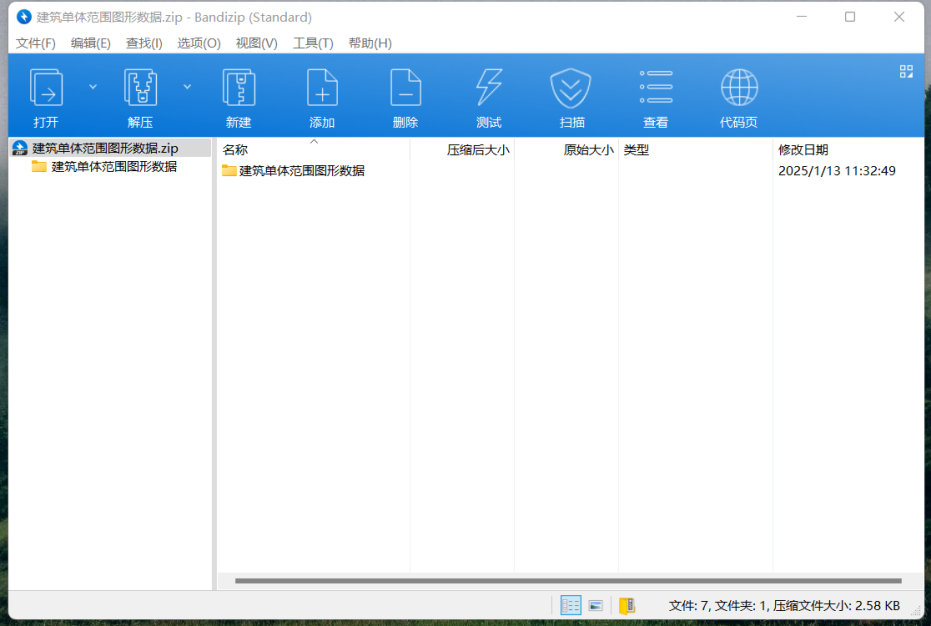 建筑单体范围图形数据.zip - Bandizip (Standard)
文件(F) 编辑(E) 查找(I) 选项(O) 视图(V) 工具(T) 帮助(H)
打开 解压 新建 添加 删除 测试 扫描 查看 代码页
建筑单体范围图形数据.zip
建筑单体范围图形数据
名称 压缩后大小 原始大小 类型 修改日期
建筑单体范围图形数据 2025/1/13 11:32:49
文件: 7, 文件夹: 1, 压缩文件大小: 2.58 KB